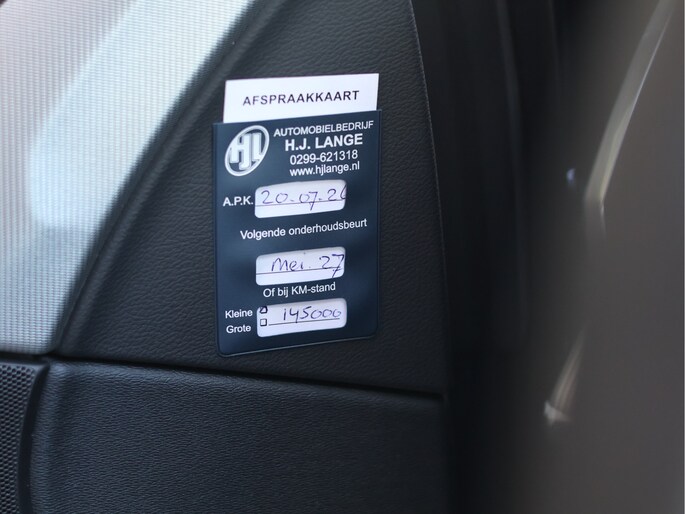 AFSPRAAKKAART
HJL
AUTOMOBIELBEDRIJF
H.J. LANGE
0299-621318
www.hjlange.nl
A.P.K. 20-07-26
Volgende onderhoudsbeurt
Mei. '27
Of bij KM-stand
Kleine
Grote
145000